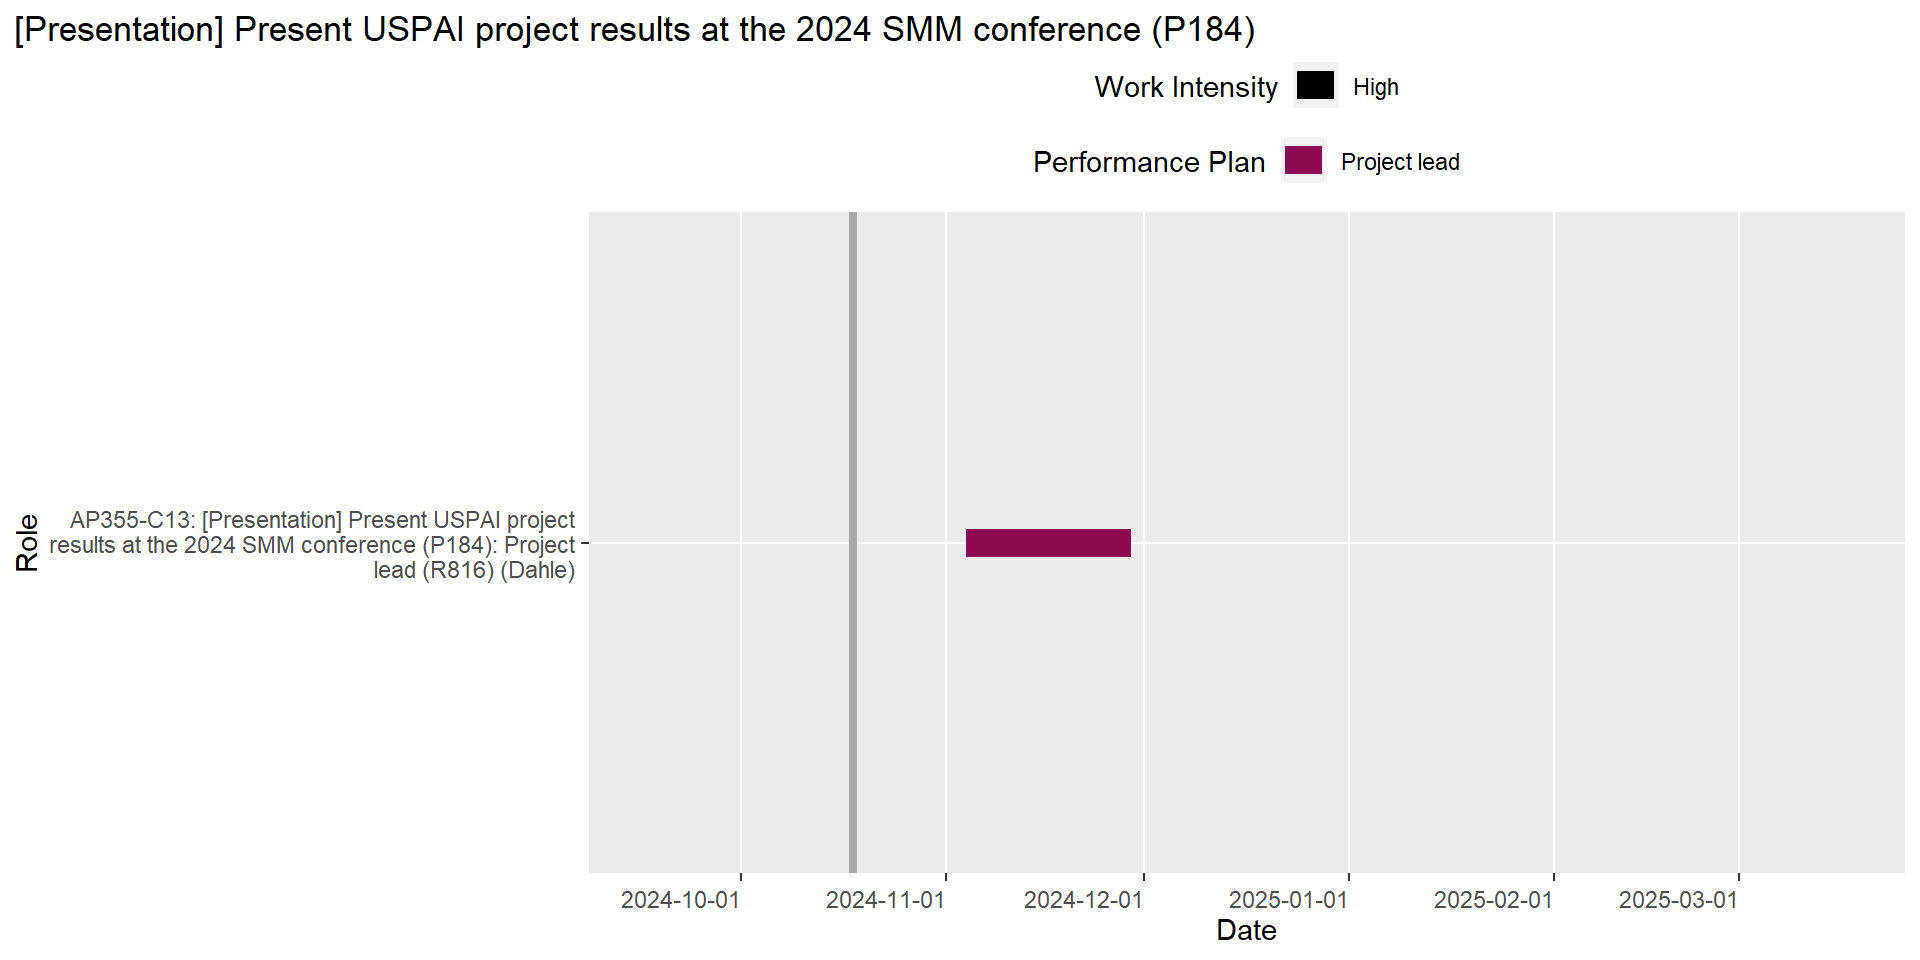 [Presentation] Present USPAI project results at the 2024 SMM conference (P184)
Work Intensity High
Performance Plan Project lead
Role
AP355-C13: [Presentation] Present USPAI project
results at the 2024 SMM conference (P184): Project
lead (R816) (Dahle)
2024-10-01 2024-11-01 2024-12-01 2025-01-01 2025-02-01 2025-03-01
Date